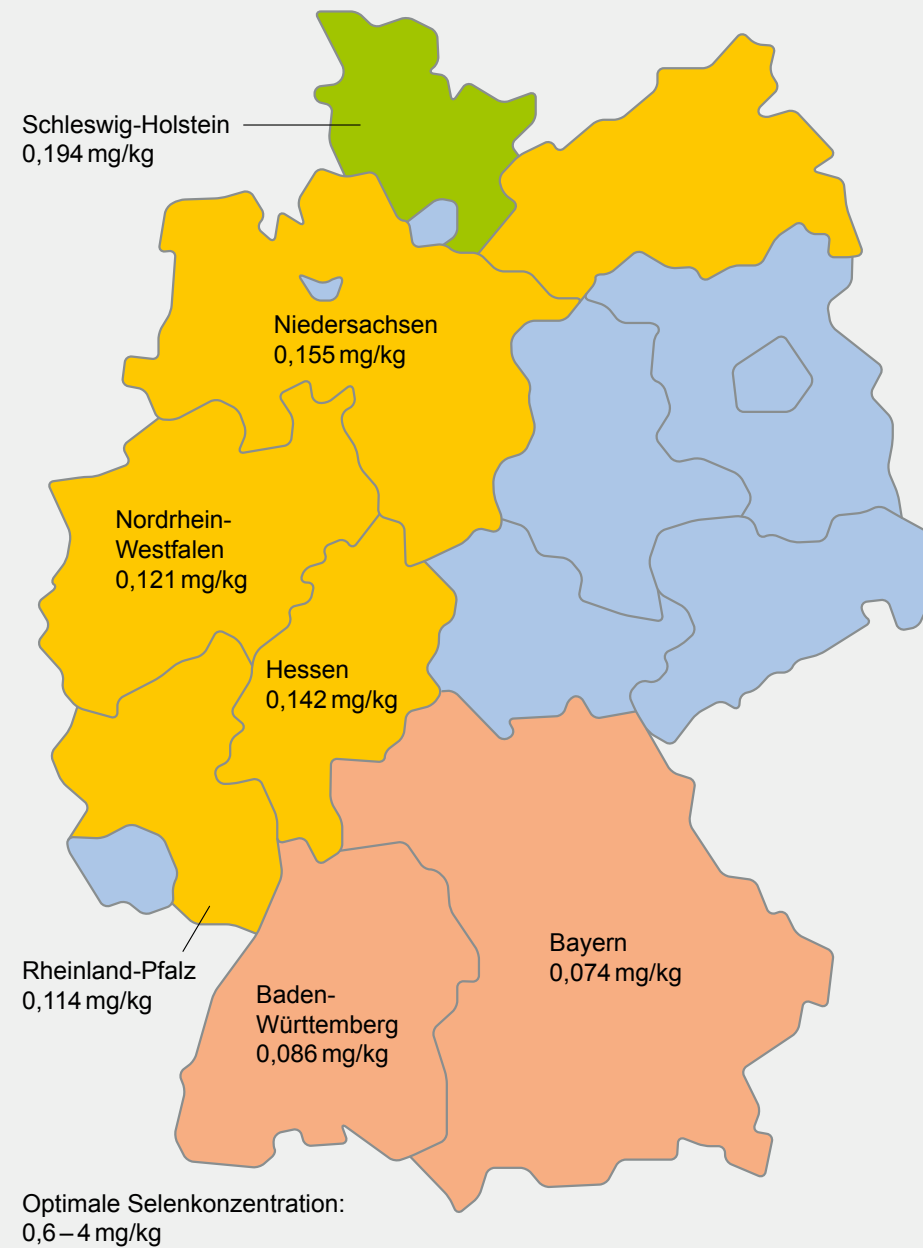 Schleswig-Holstein
0,194 mg/kg
Niedersachsen
0,155 mg/kg
Nordrhein-
Westfalen
0,121 mg/kg
Hessen
0,142 mg/kg
Rheinland-Pfalz
0,114 mg/kg
Baden-
Württemberg
0,086 mg/kg
Bayern
0,074 mg/kg
Optimale Selenkonzentration:
0,6–4 mg/kg